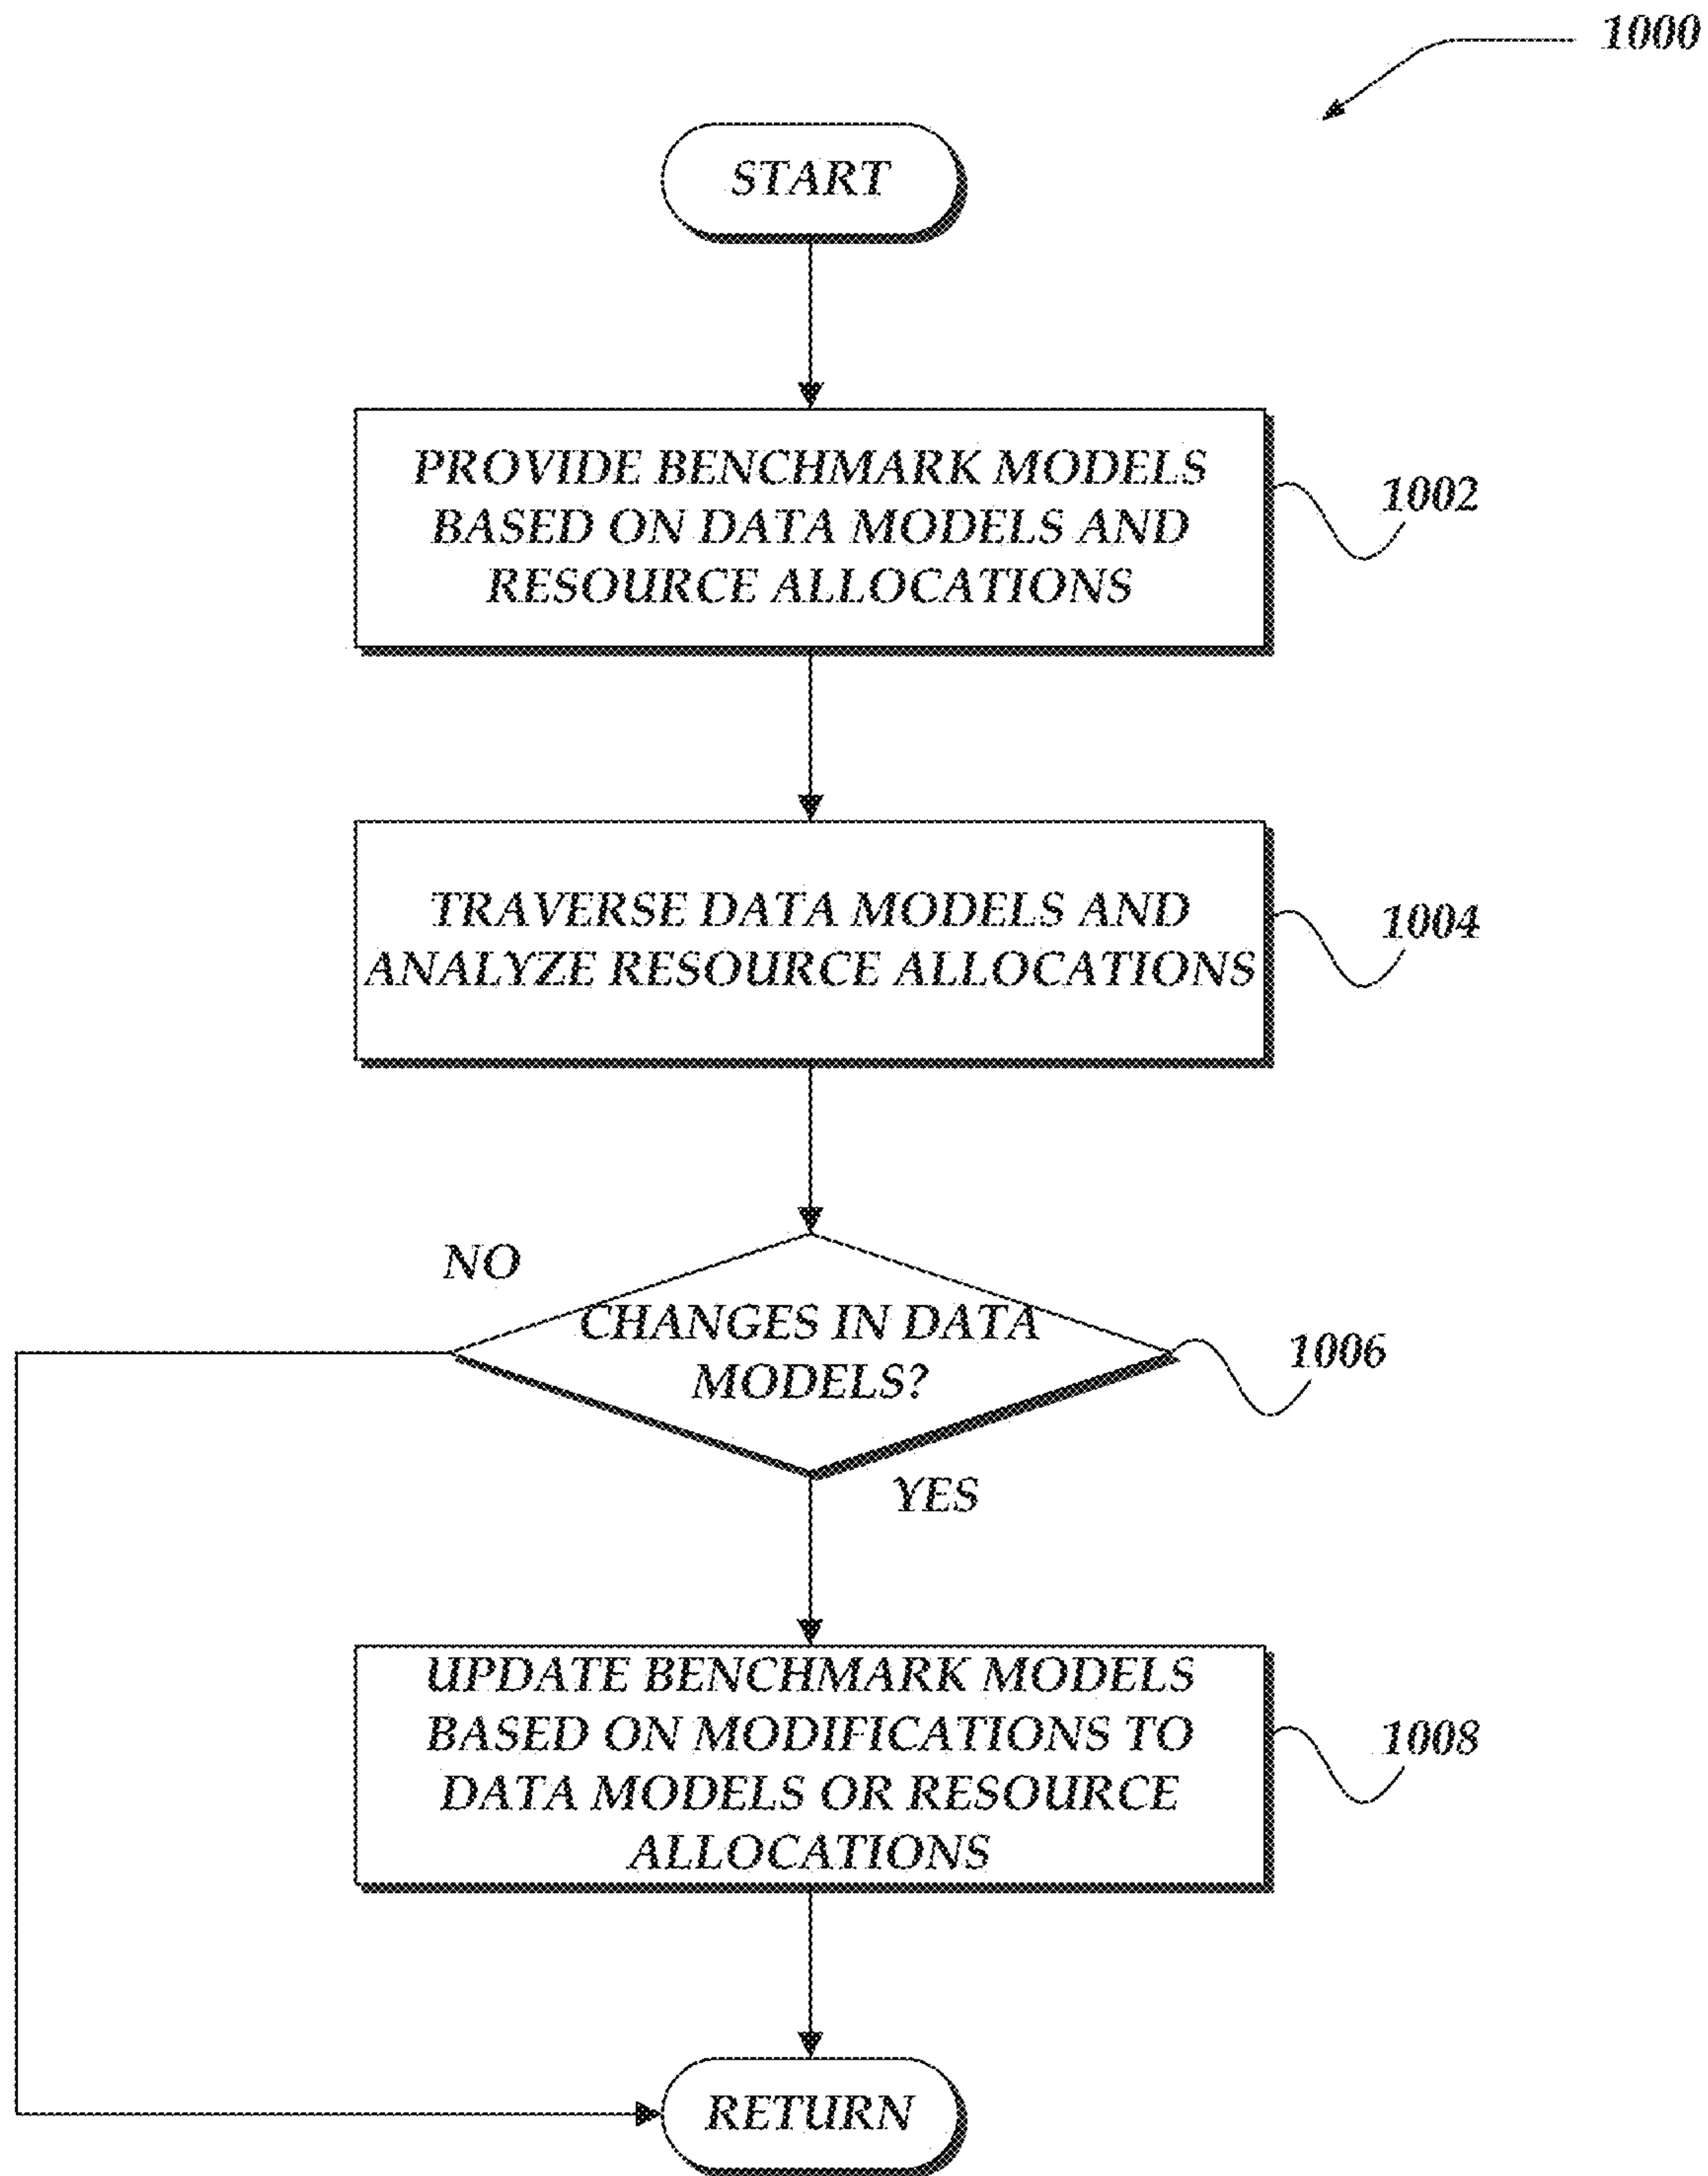 1000
START
PROVIDE BENCHMARK MODELS
BASED ON DATA MODELS AND
RESOURCE ALLOCATIONS
1002
TRAVERSE DATA MODELS AND
ANALYZE RESOURCE ALLOCATIONS
1004
NO
CHANGES IN DATA
MODELS?
1006
YES
UPDATE BENCHMARK MODELS
BASED ON MODIFICATIONS TO
DATA MODELS OR RESOURCE
ALLOCATIONS
1008
RETURN